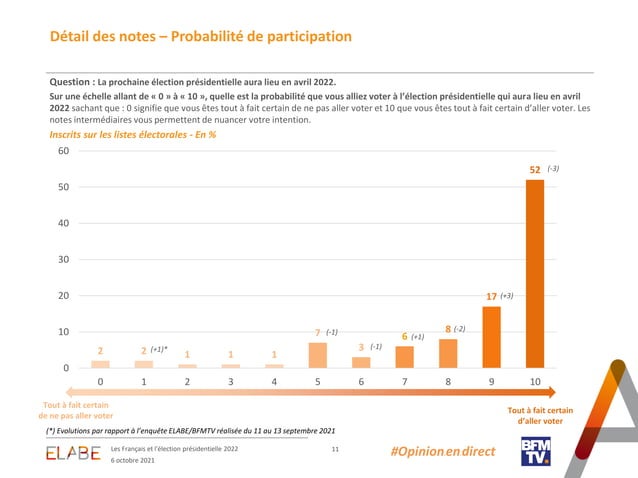 Détail des notes – Probabilité de participation
Question : La prochaine élection présidentielle aura lieu en avril 2022.
Sur une échelle allant de « 0 » à « 10 », quelle est la probabilité que vous alliez voter à l'élection présidentielle qui aura lieu en avril
2022 sachant que : 0 signifie que vous êtes tout à fait certain de ne pas aller voter et 10 que vous êtes tout à fait certain d'aller voter. Les
notes intermédiaires vous permettent de nuancer votre intention.
Inscrits sur les listes électorales - En %
60
50
40
30
20
10
0
2
2 (+1)*
1
1
1
7 (-1)
3 (-1)
6 (+1)
8 (-2)
17 (+3)
52 (-3)
0 1 2 3 4 5 6 7 8 9 10
Tout à fait certain
de ne pas aller voter
Tout à fait certain
d'aller voter
(*) Evolutions par rapport à l'enquête ELABE/BFMTV réalisée du 11 au 13 septembre 2021
ELABE
Les Français et l'élection présidentielle 2022
6 octobre 2021
11
#Opinionendirect
BFM
TV.